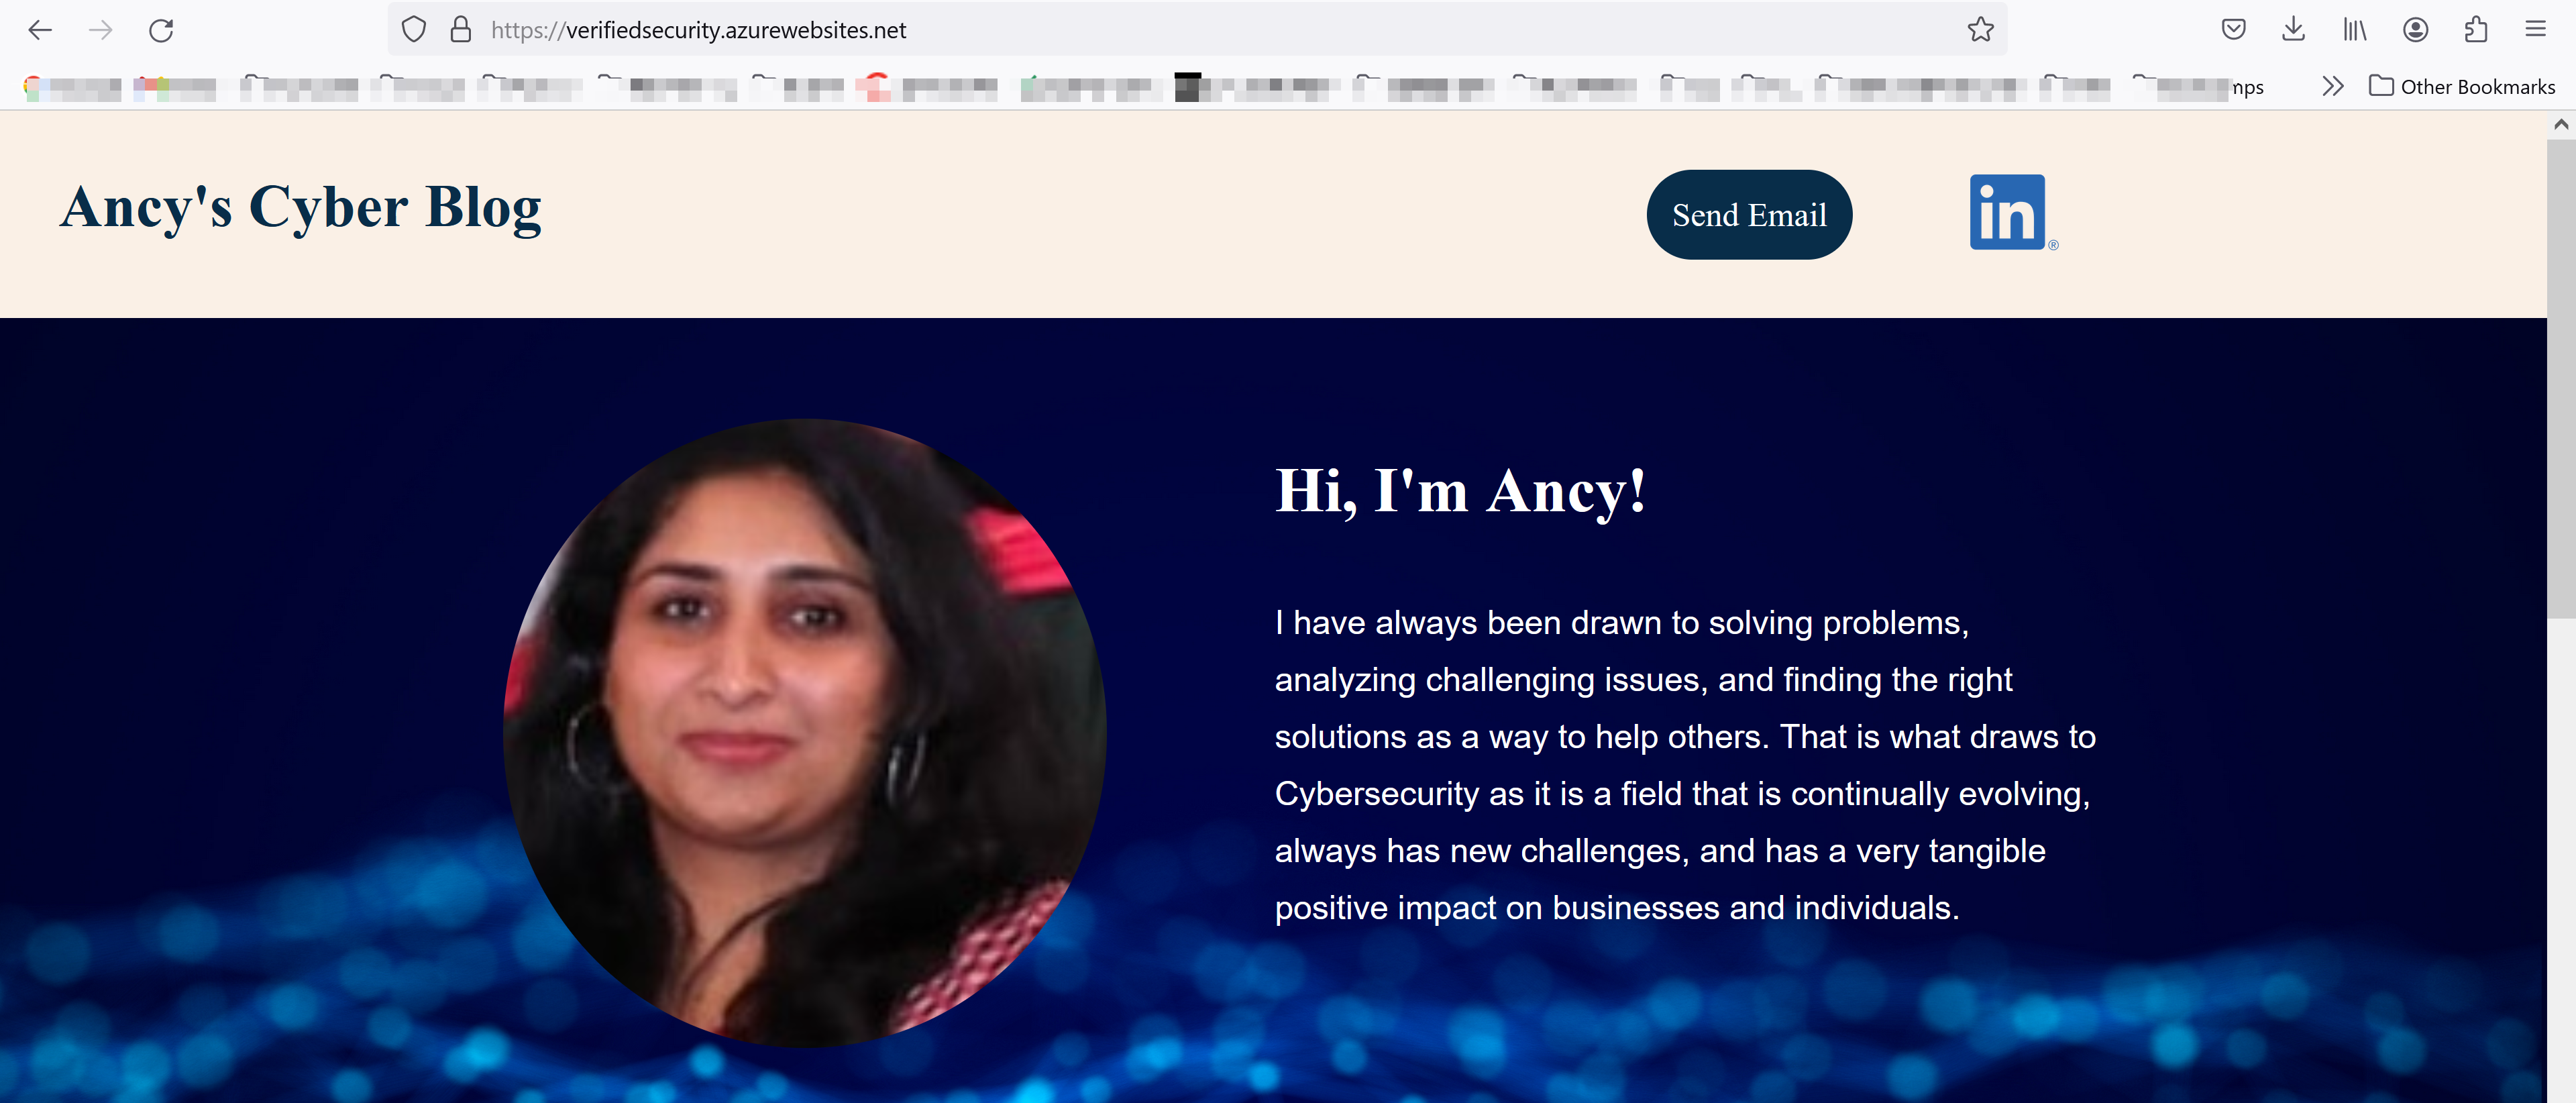 https://verifiedsecurity.azurewebsites.net
Other Bookmarks
Ancy's Cyber Blog
Send Email
in®
Hi, I'm Ancy!
I have always been drawn to solving problems,
analyzing challenging issues, and finding the right
solutions as a way to help others. That is what draws to
Cybersecurity as it is a field that is continually evolving,
always has new challenges, and has a very tangible
positive impact on businesses and individuals.